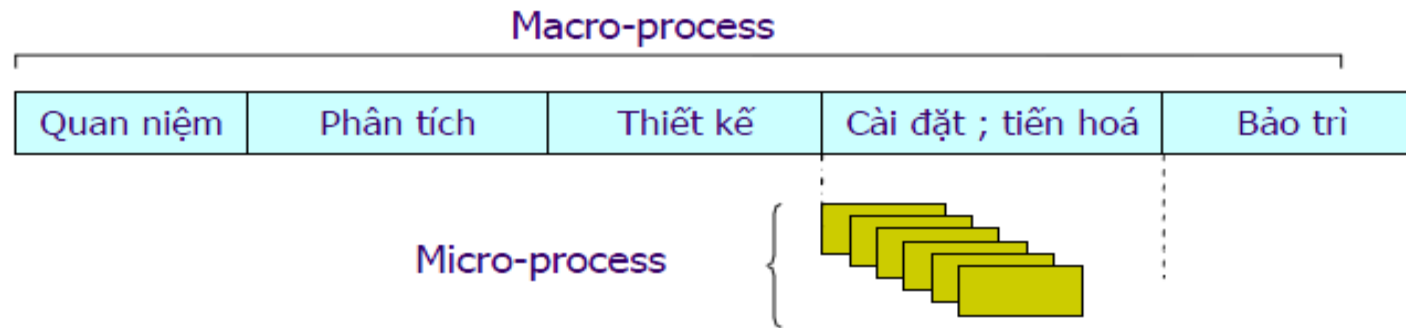 Macro-process
Quan niệm Phân tích Thiết kế Cài đặt ; tiến hoá Bảo trì
Micro-process